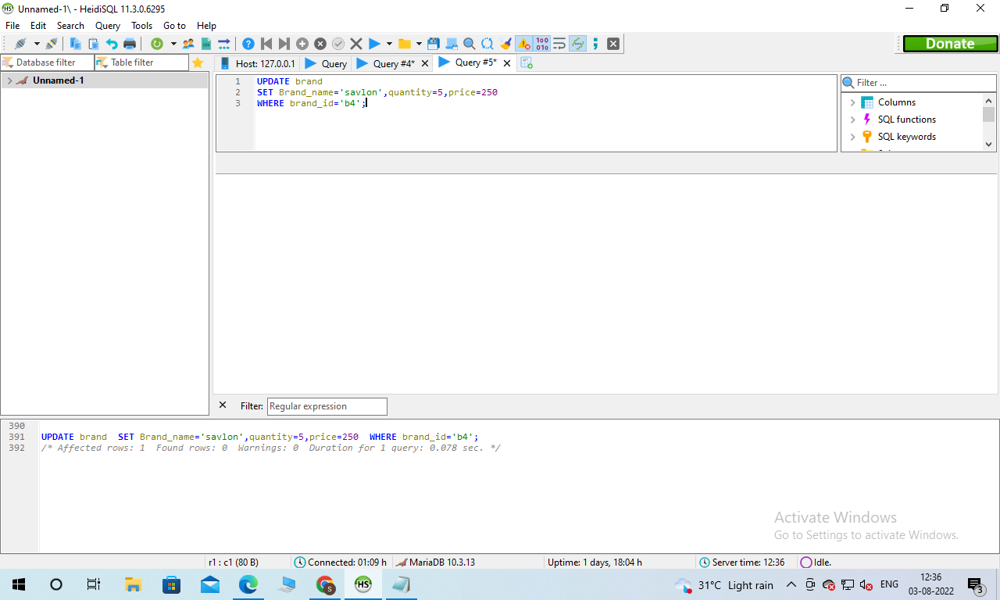 Unnamed-1\ - HeidiSQL 11.3.0.6295
File Edit Search Query Tools Go to Help
Donate
Database filter Table filter Host: 127.0.0.1 Query Query #4* Query #5*
Unnamed-1
1 UPDATE brand
2 SET Brand_name='savlon',quantity=5,price=250
3 WHERE brand_id='b4';
Filter ...
Columns
SQL functions
SQL keywords
Filter: Regular expression
390
391 UPDATE brand  SET Brand_name='savlon',quantity=5,price=250  WHERE brand_id='b4';
392 /* Affected rows: 1  Found rows: 0  Warnings: 0  Duration for 1 query: 0.078 sec. */
Activate Windows
Go to Settings to activate Windows.
r1 : c1 (80 B) Connected: 01:09 h MariaDB 10.3.13 Uptime: 1 days, 18:04 h Server time: 12:36 Idle.
31°C Light rain ENG 12:36
03-08-2022 3